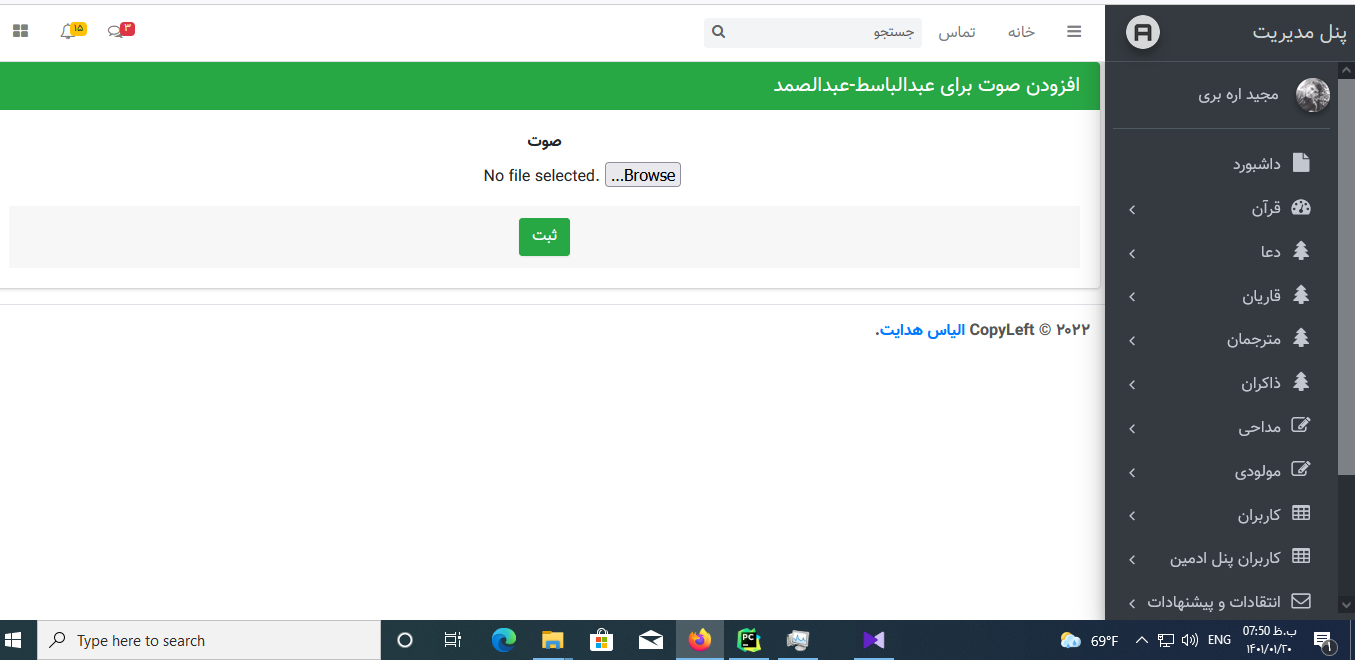 پنل مدیریت
خانه
تماس
جستجو
۳
۱۵
مجید اره بری
داشبورد
قرآن
دعا
قاریان
مترجمان
ذاکران
مداحی
مولودی
کاربران
کاربران پنل ادمین
انتقادات و پیشنهادات
افزودن صوت برای عبدالباسط-عبدالصمد
صوت
No file selected. ...Browse
ثبت
CopyLeft © ۲۰۲۲ الیاس هدایت.
Type here to search
69°F
ENG
07:50 ب.ظ
۱۴۰۱/۰۱/۲۰
1